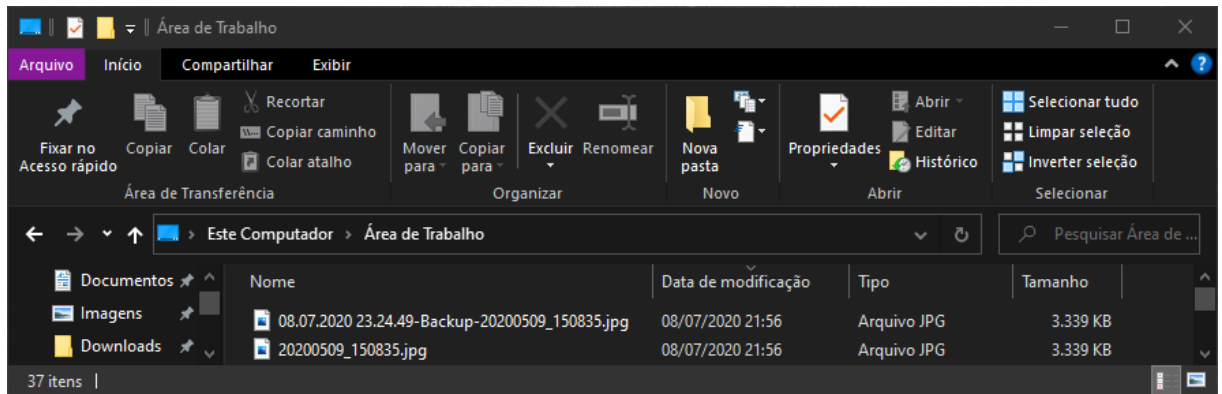 Área de Trabalho
Arquivo Início Compartilhar Exibir
Fixar no Acesso rápido
Copiar
Colar
Recortar
Copiar caminho
Colar atalho
Área de Transferência
Mover para
Copiar para
Excluir
Renomear
Organizar
Nova pasta
Novo
Propriedades
Abrir
Editar
Histórico
Abrir
Selecionar tudo
Limpar seleção
Inverter seleção
Selecionar
Este Computador > Área de Trabalho
Pesquisar Área de ...
Documentos
Imagens
Downloads
Nome Data de modificação Tipo Tamanho
08.07.2020 23.24.49-Backup-20200509_150835.jpg 08/07/2020 21:56 Arquivo JPG 3.339 KB
20200509_150835.jpg 08/07/2020 21:56 Arquivo JPG 3.339 KB
37 itens